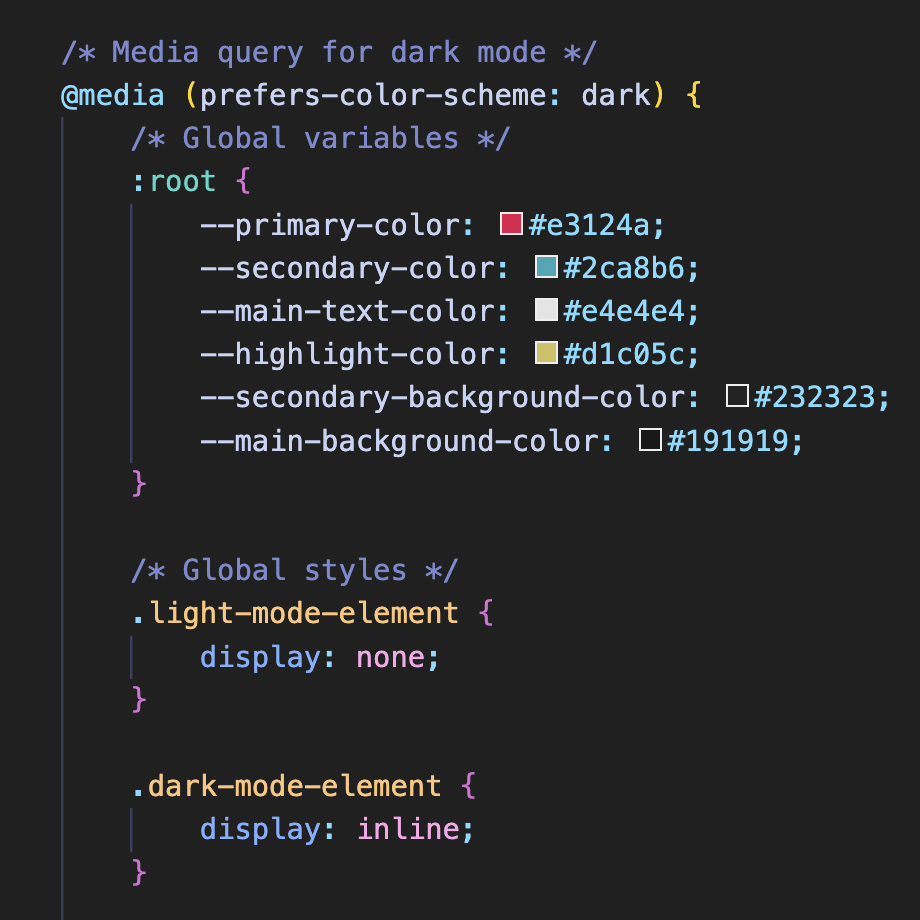 /* Media query for dark mode */
@media (prefers-color-scheme: dark) {
    /* Global variables */
    :root {
        --primary-color: #e3124a;
        --secondary-color: #2ca8b6;
        --main-text-color: #e4e4e4;
        --highlight-color: #d1c05c;
        --secondary-background-color: #232323;
        --main-background-color: #191919;
    }

    /* Global styles */
    .light-mode-element {
        display: none;
    }

    .dark-mode-element {
        display: inline;
    }